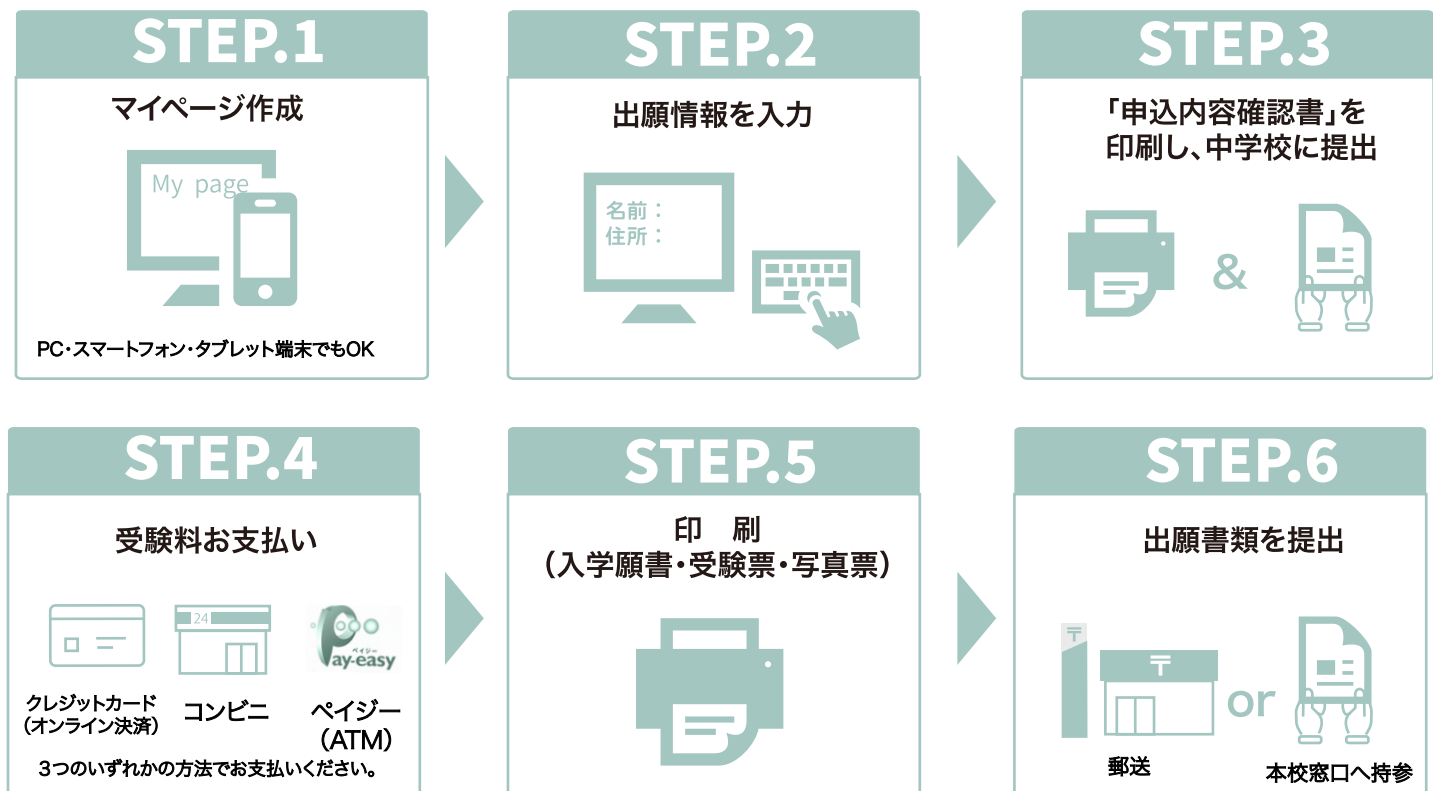 STEP.1
マイページ作成
My page
PC・スマートフォン・タブレット端末でもOK
STEP.2
出願情報を入力
名前：
住所：
STEP.3
「申込内容確認書」を
印刷し、中学校に提出
&
STEP.4
受験料お支払い
24
ペイジー
Pay-easy
クレジットカード
（オンライン決済）
コンビニ
ペイジー
（ATM）
3つのいずれかの方法でお支払いください。
STEP.5
印　刷
（入学願書・受験票・写真票）
STEP.6
出願書類を提出
〒
〒
or
郵送
本校窓口へ持参